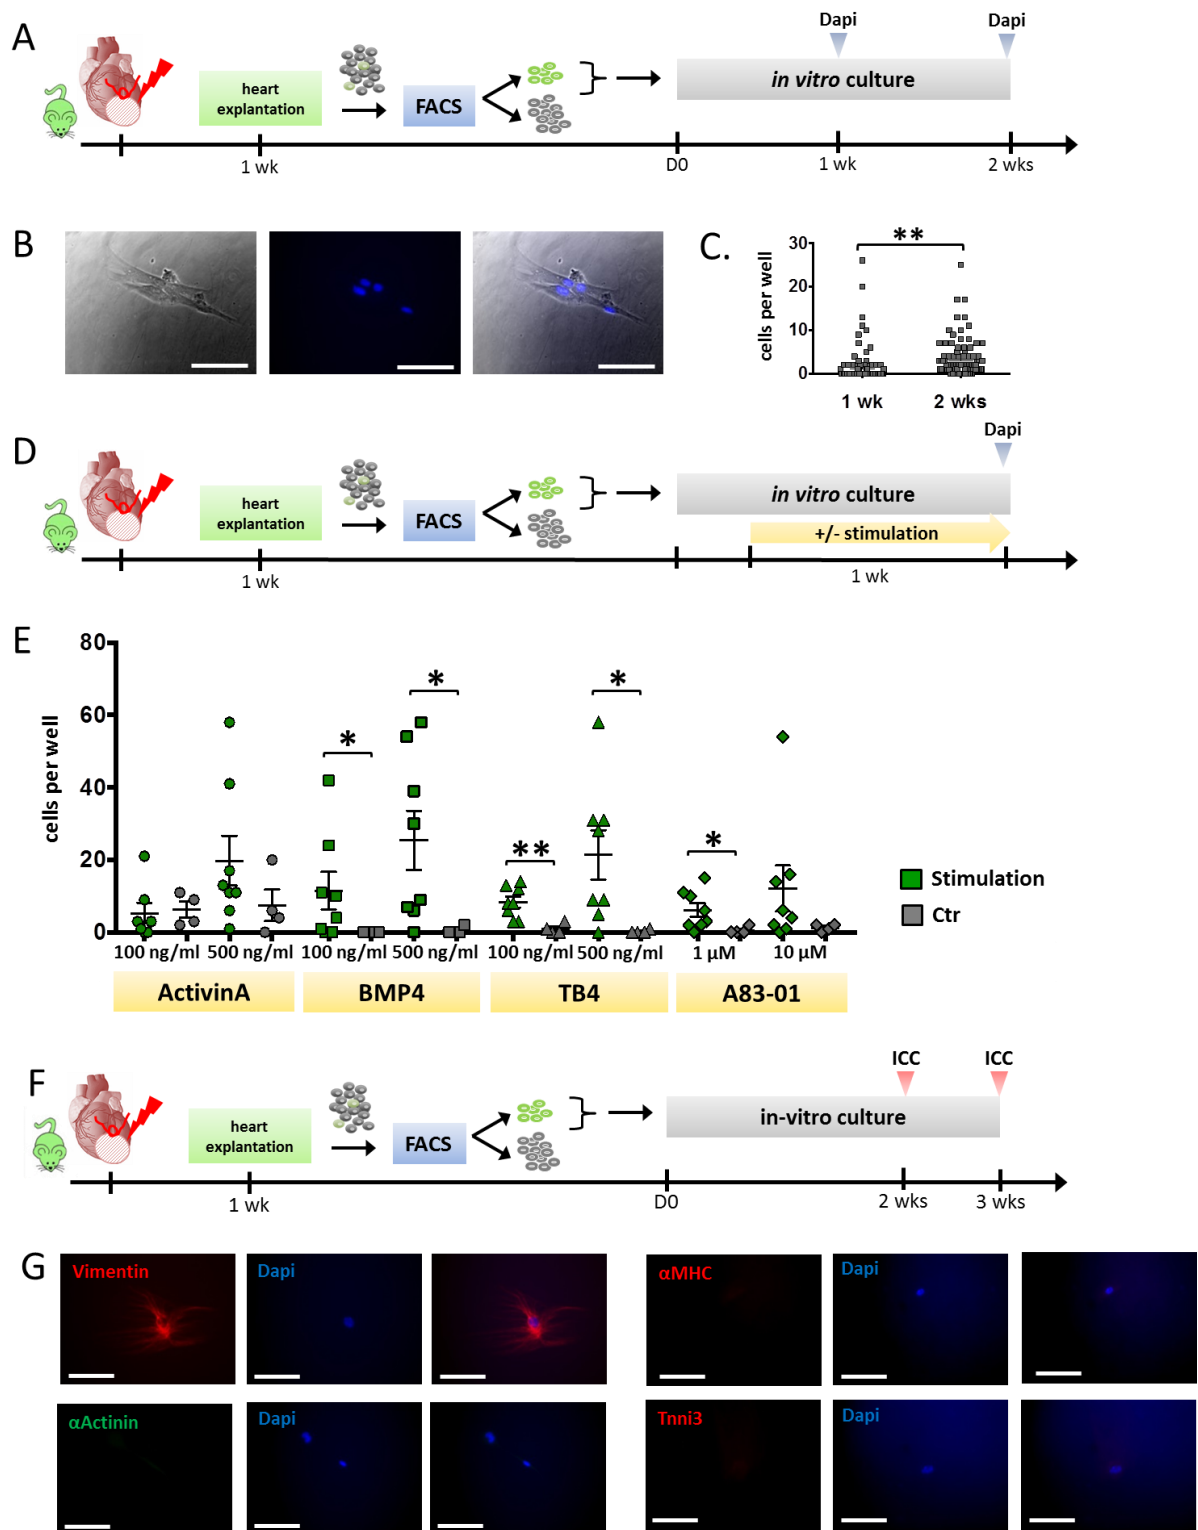 A
Dapi
Dapi
heart
explantation
FACS
in vitro culture
1 wk
D0
1 wk
2 wks
B
C.
**
cells per well
30
20
10
0
1 wk
2 wks
D
Dapi
heart
explantation
FACS
in vitro culture
+/- stimulation
1 wk
1 wk
E
cells per well
80
60
40
20
0
*
*
**
*
*
Stimulation
Ctr
100 ng/ml
500 ng/ml
100 ng/ml
500 ng/ml
100 ng/ml
500 ng/ml
1 µM
10 µM
ActivinA
BMP4
TB4
A83-01
F
ICC
ICC
heart
explantation
FACS
in-vitro culture
1 wk
D0
2 wks
3 wks
G
Vimentin
Dapi
αMHC
Dapi
αActinin
Dapi
Tnni3
Dapi